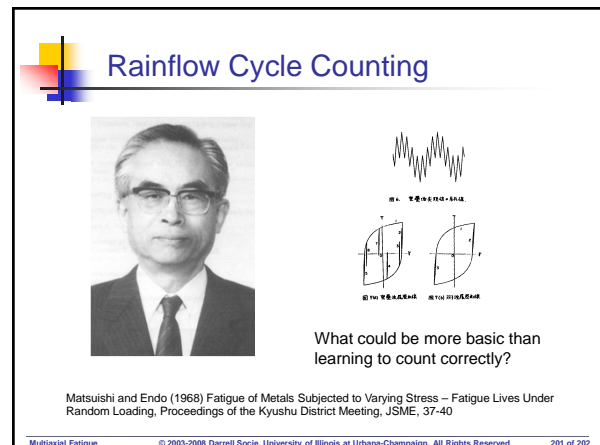 Rainflow Cycle Counting
What could be more basic than
learning to count correctly?
Matsuishi and Endo (1968) Fatigue of Metals Subjected to Varying Stress – Fatigue Lives Under
Random Loading, Proceedings of the Kyushu District Meeting, JSME, 37-40
Multiaxial Fatigue © 2003-2008 Darrell Socie, University of Illinois at Urbana-Champaign, All Rights Reserved 201 of 202